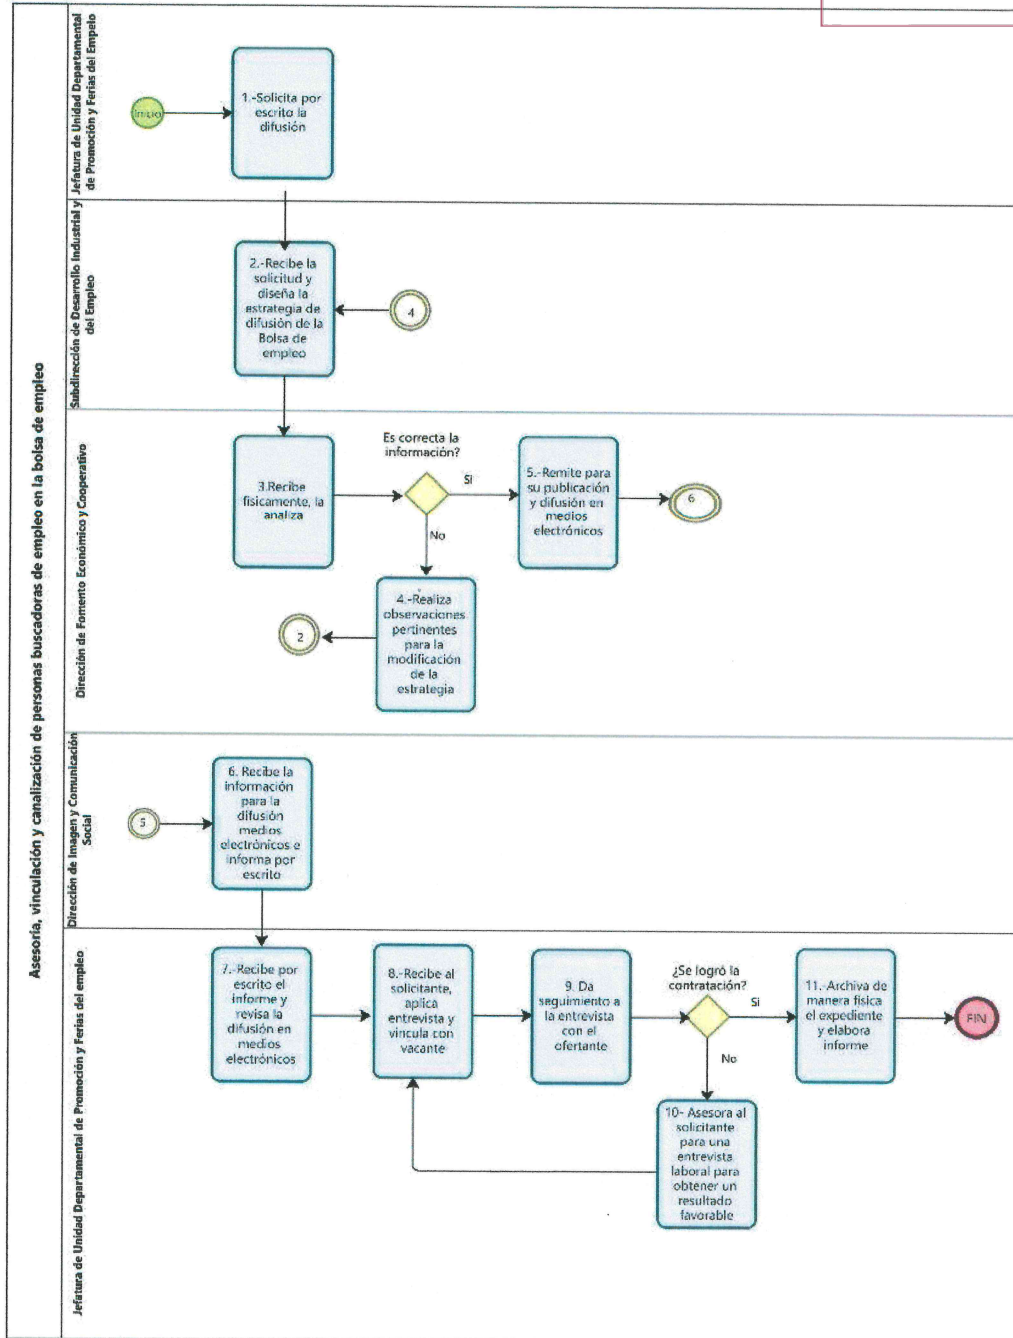 Asesoría, vinculación y canalización de personas buscadoras de empleo en la bolsa de empleo
Jefatura de Unidad Departamental
de Promoción y Ferias del Empelo
Inicio
1.-Solicita por
escrito la
difusión
Subdirección de Desarrollo Industrial y
del Empleo
2.-Recibe la
solicitud y
diseña la
estrategia de
difusión de la
Bolsa de
empleo
4
Dirección de Fomento Económico y Cooperativo
3.Recibe
fisicamente, la
analiza
Es correcta la
información?
Si
No
5.-Remite para
su publicación
y difusión en
medios
electrónicos
6
4.-Realiza
observaciones
pertinentes
para la
modificación
de la
estrategia
2
Dirección de Imagen y Comunicación
Social
5
6. Recibe la
información
para la
difusión
medios
electrónicos e
informa por
escrito
Jefatura de Unidad Departamental de Promoción y Ferias del empleo
7.-Recibe por
escrito el
informe y
revisa la
difusión en
medios
electrónicos
8.-Recibe al
solicitante,
aplica
entrevista y
vincula con
vacante
9. Da
seguimiento a
la entrevista
con el
ofertante
¿Se logró la
contratación?
Si
No
11.-Archiva de
manera física
el expediente
y elabora
informe
FIN
10- Asesora al
solicitante
para una
entrevista
laboral para
obtener un
resultado
favorable